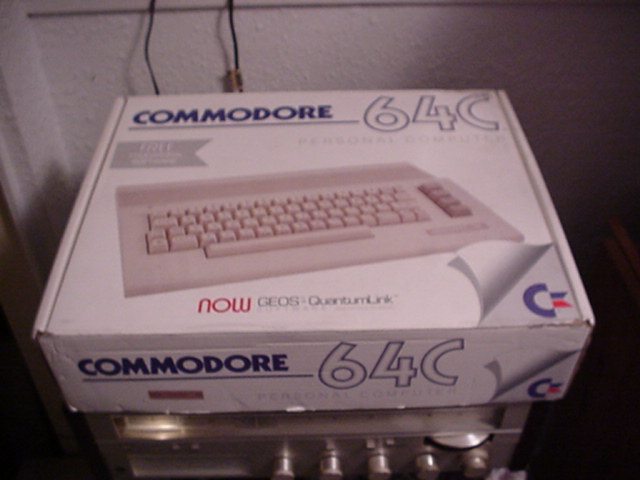 COMMODORE 64C
PERSONAL COMPUTER
FREE
NOW GEOS & QuantumLink
COMMODORE 64C
PERSONAL COMPUTER